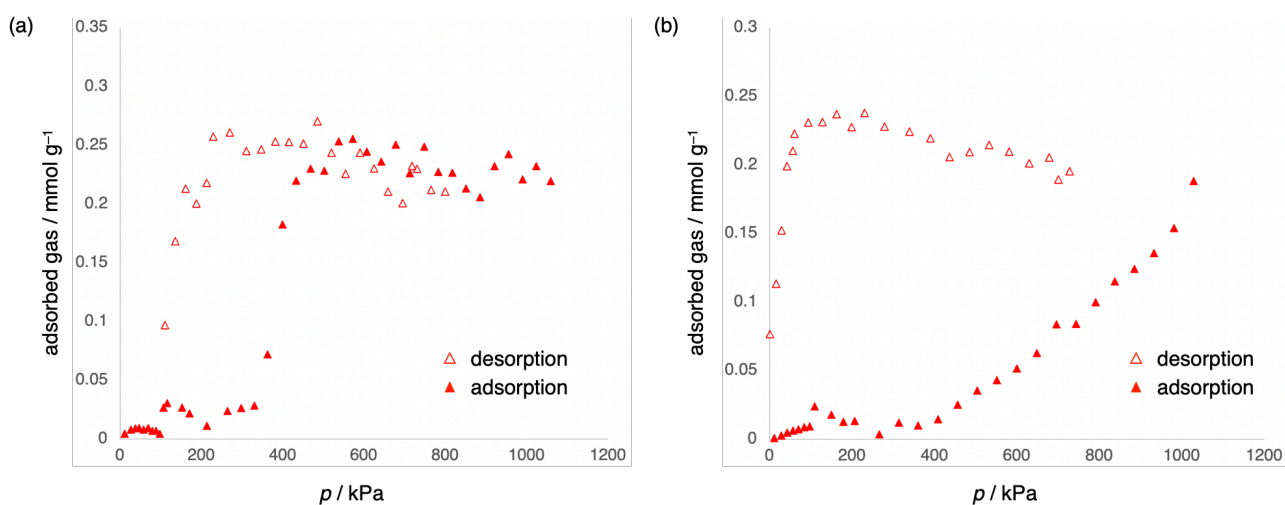 (a)
0.35
0.3
0.25
0.2
0.15
0.1
0.05
0
adsorbed gas / mmol g⁻¹
desorption
adsorption
0 200 400 600 800 1000 1200
p / kPa
(b)
0.3
0.25
0.2
0.15
0.1
0.05
0
adsorbed gas / mmol g⁻¹
desorption
adsorption
0 200 400 600 800 1000 1200
p / kPa